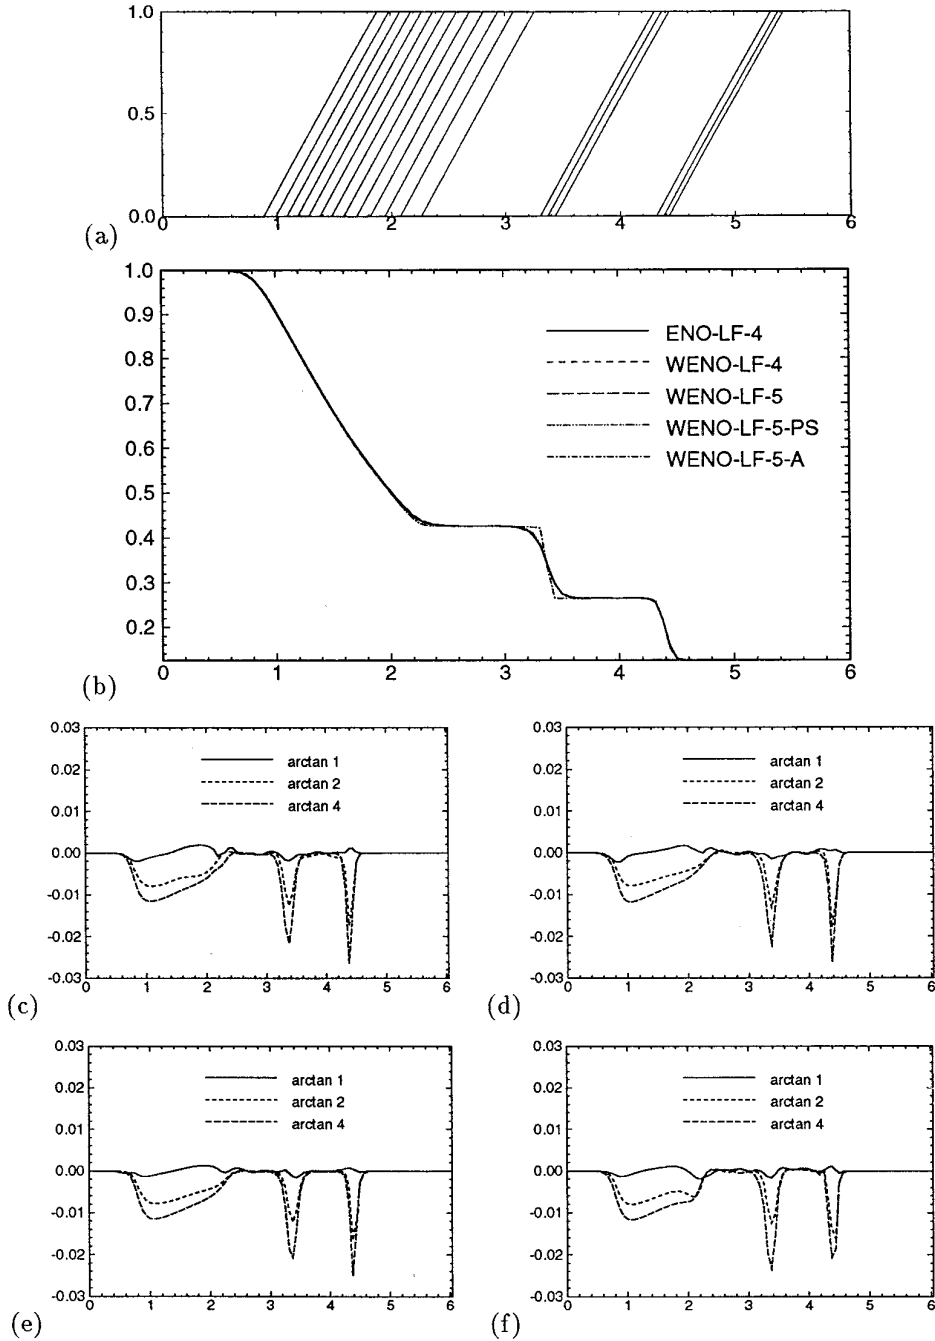 1.0
0.5
0.0
0 1 2 3 4 5 6
(a)
1.0
0.9
0.8
0.7
0.6
0.5
0.4
0.3
0.2
ENO-LF-4
WENO-LF-4
WENO-LF-5
WENO-LF-5-PS
WENO-LF-5-A
0 1 2 3 4 5 6
(b)
0.03
0.02
0.01
0.00
-0.01
-0.02
-0.03
arctan 1
arctan 2
arctan 4
0 1 2 3 4 5 6
(c)
0.03
0.02
0.01
0.00
-0.01
-0.02
-0.03
arctan 1
arctan 2
arctan 4
0 1 2 3 4 5 6
(d)
0.03
0.02
0.01
0.00
-0.01
-0.02
-0.03
arctan 1
arctan 2
arctan 4
0 1 2 3 4 5 6
(e)
0.03
0.02
0.01
0.00
-0.01
-0.02
-0.03
arctan 1
arctan 2
arctan 4
0 1 2 3 4 5 6
(f)